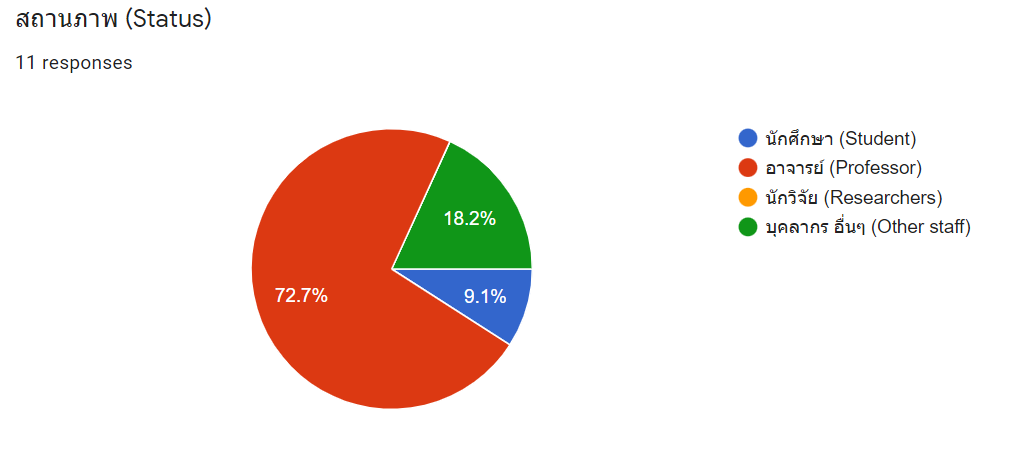 สถานภาพ (Status)
11 responses
นักศึกษา (Student)
อาจารย์ (Professor)
นักวิจัย (Researchers)
บุคลากร อื่นๆ (Other staff)
18.2%
72.7%
9.1%